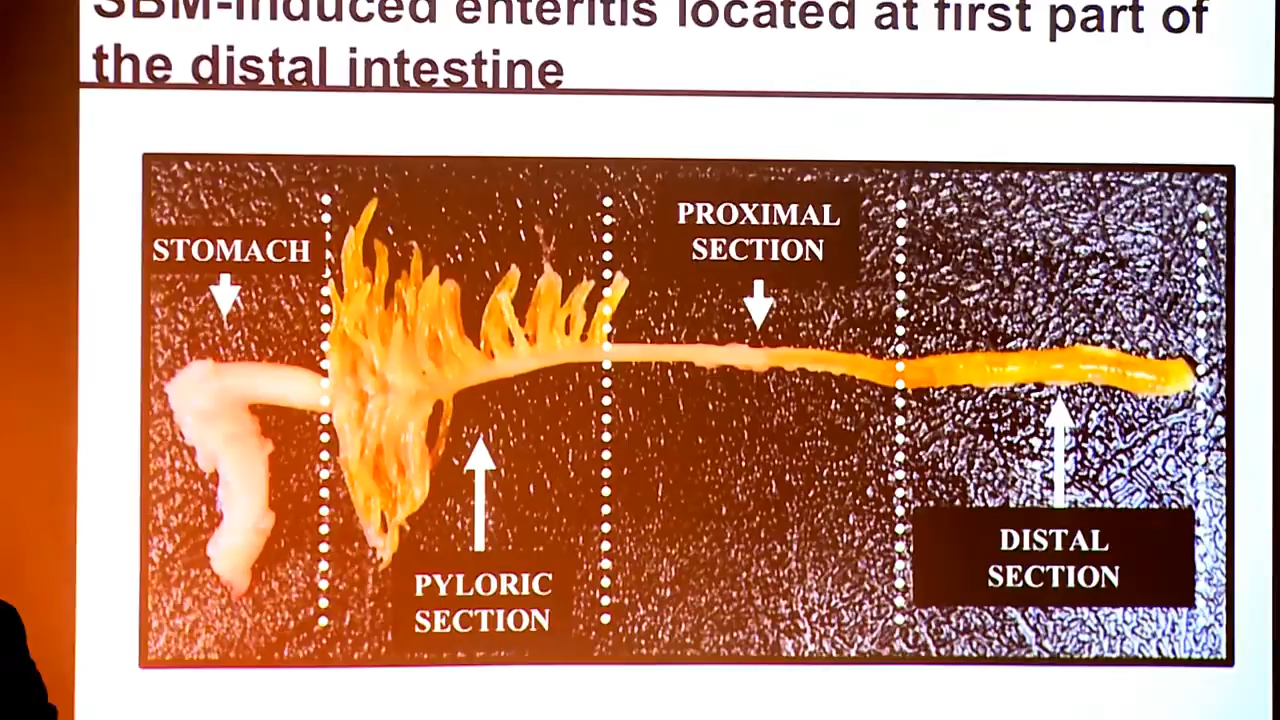 SBM-induced enteritis located at first part of
the distal intestine
STOMACH
PROXIMAL
SECTION
PYLORIC
SECTION
DISTAL
SECTION